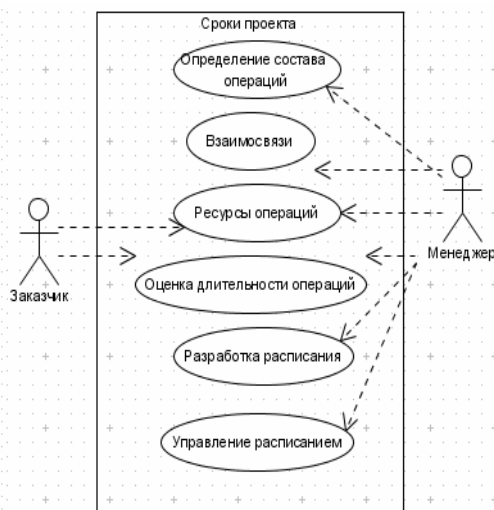 Сроки проекта
Определение состава
операций
Взаимосвязи
Ресурсы операций
Менеджер
Заказчик
Оценка длительности операций
Разработка расписания
Управление расписанием